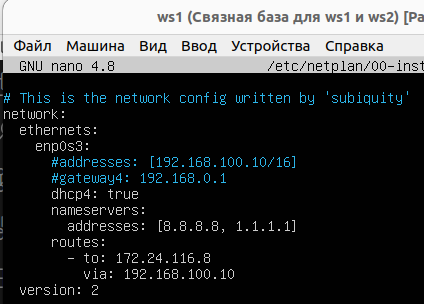 ws1 (Связная база для ws1 и ws2) [Ра
Файл Машина Вид Ввод Устройства Справка
GNU nano 4.8 /etc/netplan/00-inst
# This is the network config written by 'subiquity'
network:
  ethernets:
    enp0s3:
      #addresses: [192.168.100.10/16]
      #gateway4: 192.168.0.1
      dhcp4: true
      nameservers:
        addresses: [8.8.8.8, 1.1.1.1]
      routes:
        - to: 172.24.116.8
          via: 192.168.100.10
  version: 2